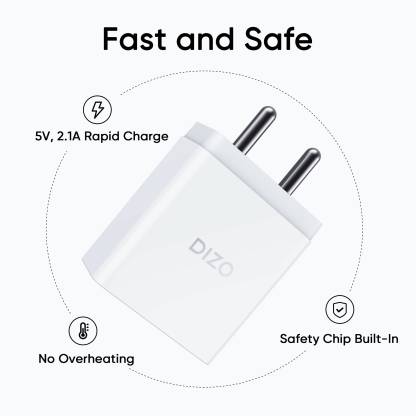 Fast and Safe
5V, 2.1A Rapid Charge
DIZO
Safety Chip Built-In
No Overheating